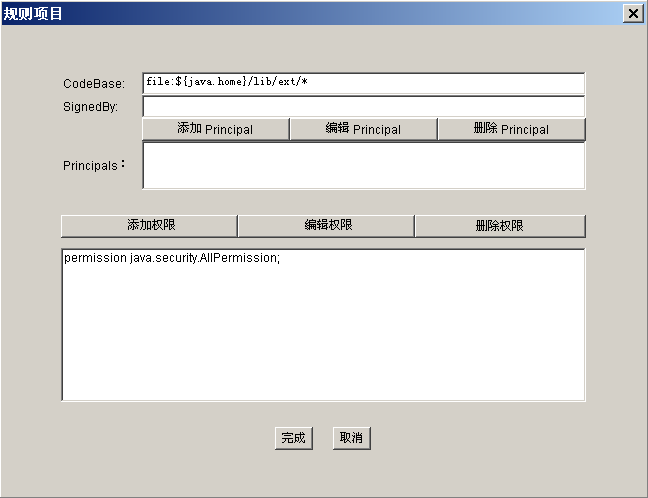 规则项目
CodeBase:
file:${java.home}/lib/ext/*
SignedBy:
添加 Principal 编辑 Principal 删除 Principal
Principals：
添加权限 编辑权限 删除权限
permission java.security.AllPermission;
完成 取消